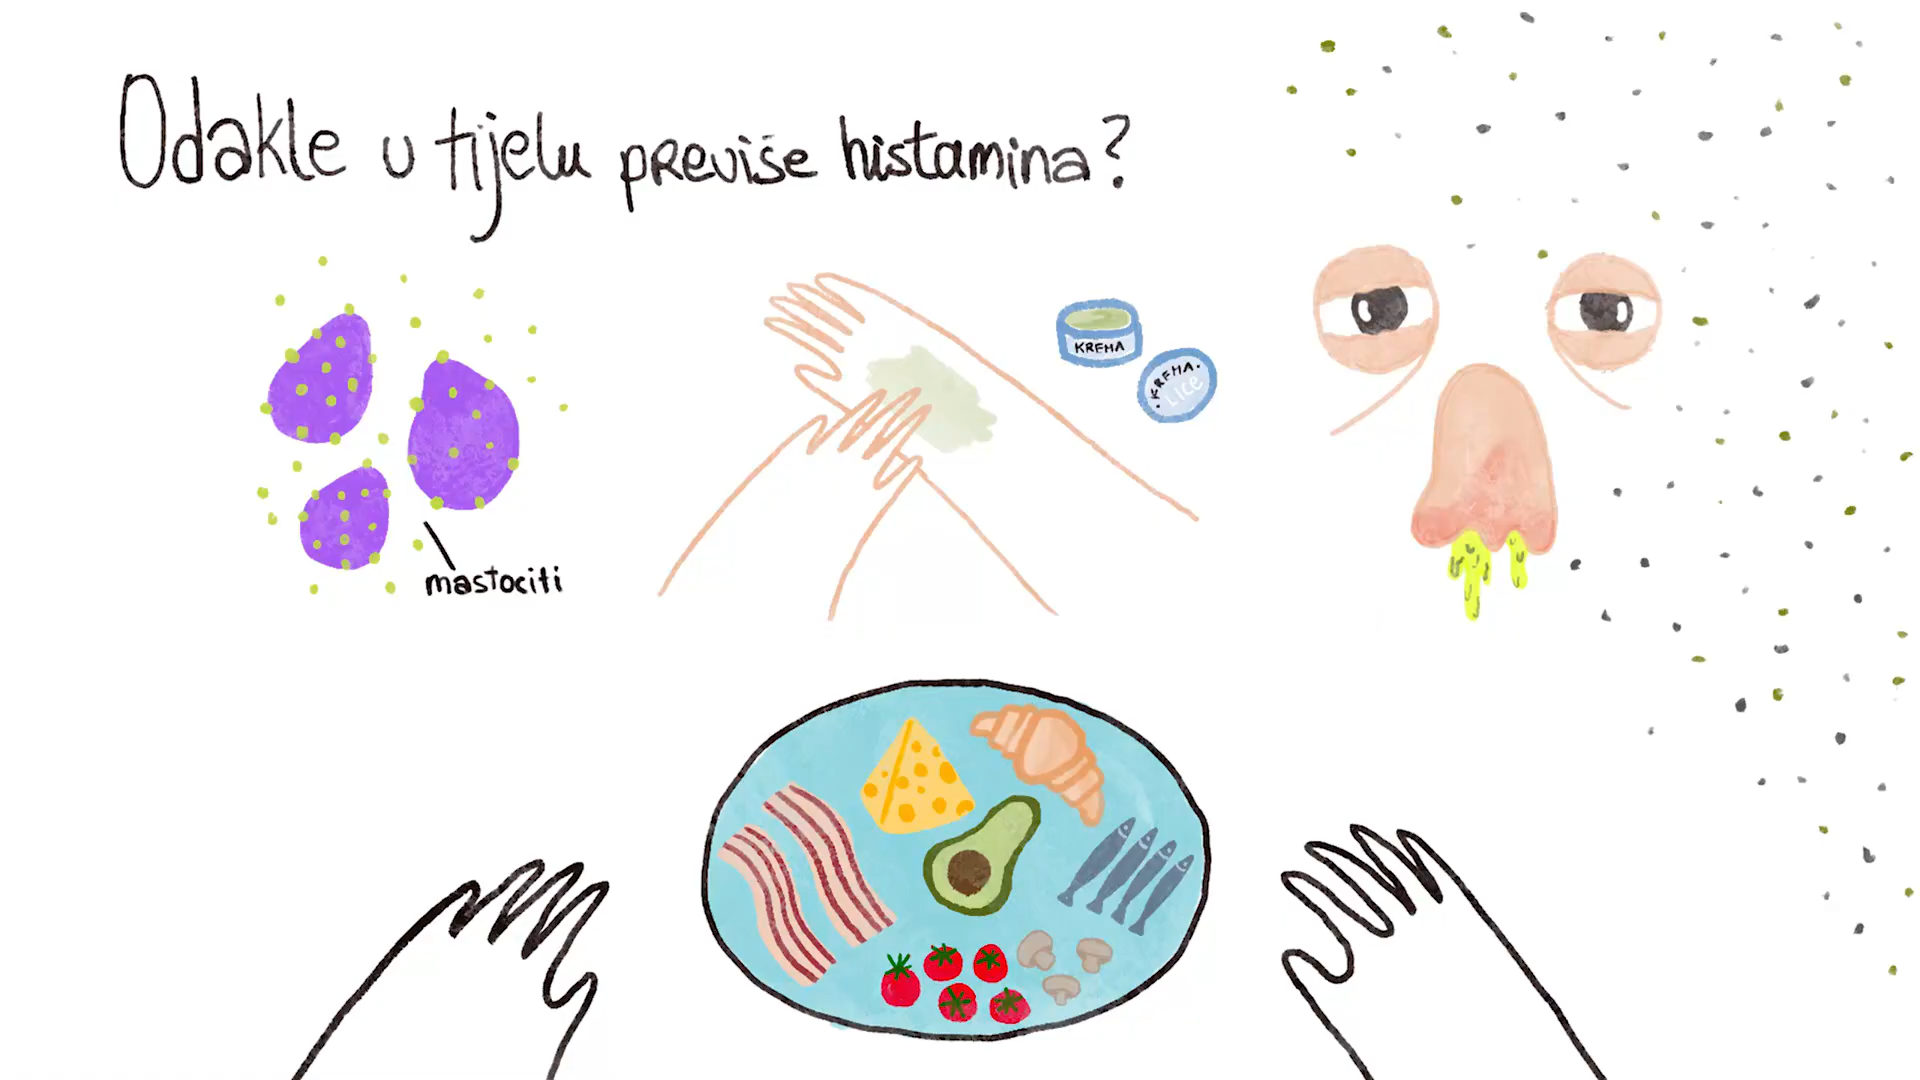 Odakle u tijelu previše histamina?
KREMA
KREMA
LICE
mastociti